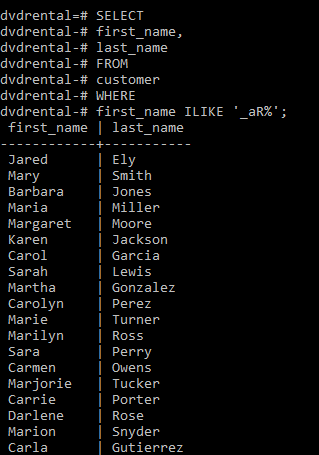 dvdrental=# SELECT
dvdrental-# first_name,
dvdrental-# last_name
dvdrental-# FROM
dvdrental-# customer
dvdrental-# WHERE
dvdrental-# first_name ILIKE '_aR%';
first_name | last_name
------------+-----------
Jared | Ely
Mary | Smith
Barbara | Jones
Maria | Miller
Margaret | Moore
Karen | Jackson
Carol | Garcia
Sarah | Lewis
Martha | Gonzalez
Carolyn | Perez
Marie | Turner
Marilyn | Ross
Sara | Perry
Carmen | Owens
Marjorie | Tucker
Carrie | Porter
Darlene | Rose
Marion | Snyder
Carla | Gutierrez